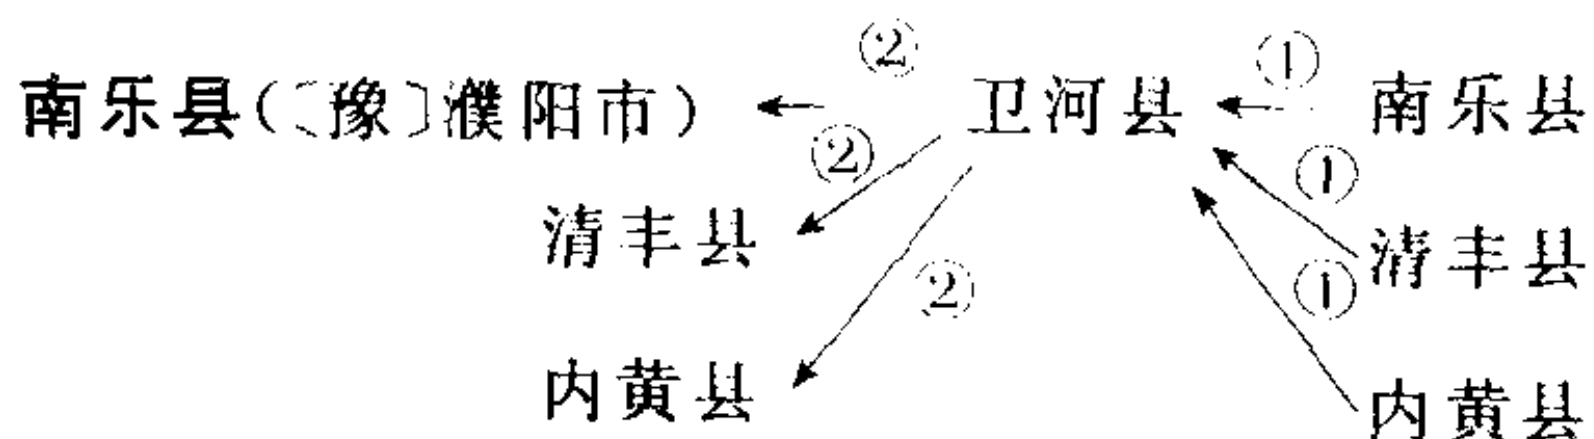 ② ①
南乐县(〔豫〕濮阳市) ← 卫河县 ← 南乐县
② ①
清丰县 清丰县
② ①
内黄县 内黄县